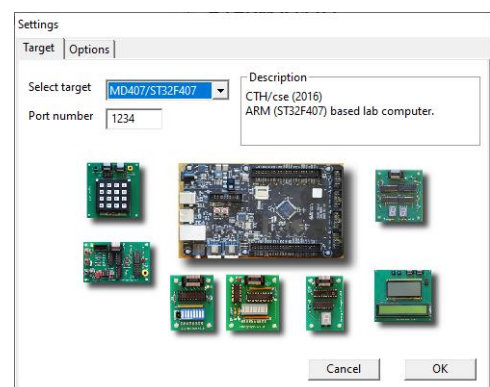 Settings
Target Options
Select target MD407/ST32F407
Port number 1234
Description
CTH/cse (2016)
ARM (ST32F407) based lab computer.
Cancel OK